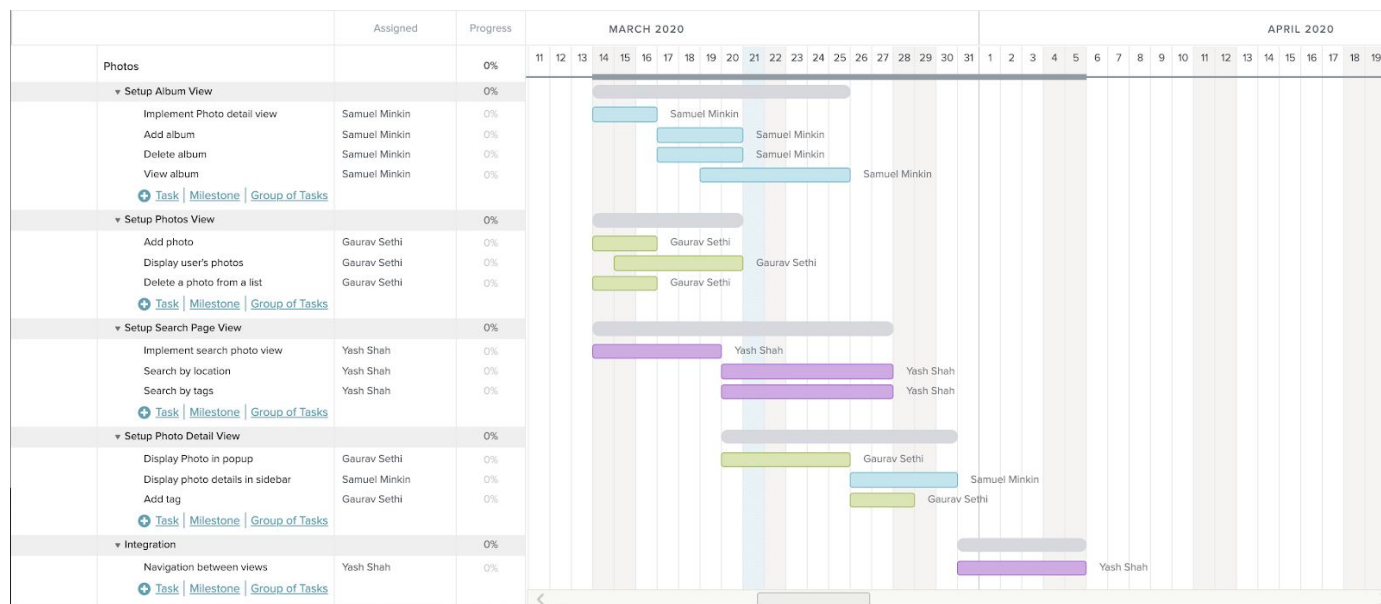 Assigned Progress MARCH 2020 APRIL 2020
Photos 0% 11 12 13 14 15 16 17 18 19 20 21 22 23 24 25 26 27 28 29 30 31 1 2 3 4 5 6 7 8 9 10 11 12 13 14 15 16 17 18 19
Setup Album View 0%
Implement Photo detail view Samuel Minkin 0% Samuel Minkin
Add album Samuel Minkin 0% Samuel Minkin
Delete album Samuel Minkin 0% Samuel Minkin
View album Samuel Minkin 0% Samuel Minkin
Task | Milestone | Group of Tasks
Setup Photos View 0%
Add photo Gaurav Sethi 0% Gaurav Sethi
Display user's photos Gaurav Sethi 0% Gaurav Sethi
Delete a photo from a list Gaurav Sethi 0% Gaurav Sethi
Task | Milestone | Group of Tasks
Setup Search Page View 0%
Implement search photo view Yash Shah 0% Yash Shah
Search by location Yash Shah 0% Yash Shah
Search by tags Yash Shah 0% Yash Shah
Task | Milestone | Group of Tasks
Setup Photo Detail View 0%
Display Photo in popup Gaurav Sethi 0% Gaurav Sethi
Display photo details in sidebar Samuel Minkin 0% Samuel Minkin
Add tag Gaurav Sethi 0% Gaurav Sethi
Task | Milestone | Group of Tasks
Integration 0%
Navigation between views Yash Shah 0% Yash Shah
Task | Milestone | Group of Tasks